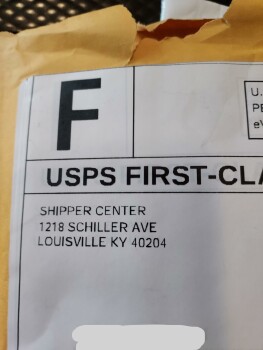 F
U.
USPS FIRST-CLA
SHIPPER CENTER
1218 SCHILLER AVE
LOUISVILLE KY 40204